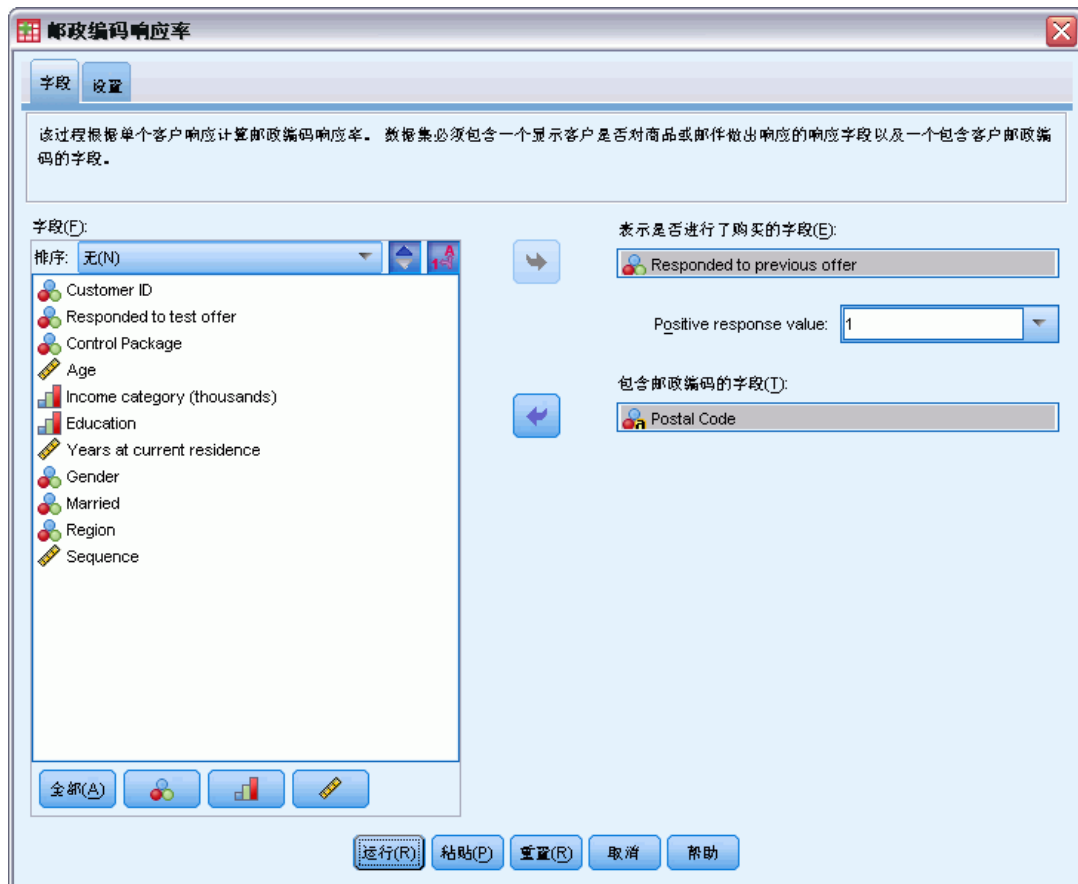 邮政编码响应率
字段 设置
该过程根据单个客户响应计算邮政编码响应率。 数据集必须包含一个显示客户是否对商品或邮件做出响应的响应字段以及一个包含客户邮政编
码的字段。
字段(F):
排序: 无(N)
Customer ID
Responded to test offer
Control Package
Age
Income category (thousands)
Education
Years at current residence
Gender
Married
Region
Sequence
全部(A)
表示是否进行了购买的字段(E):
Responded to previous offer
Positive response value: 1
包含邮政编码的字段(T):
Postal Code
运行(R) 粘贴(P) 重置(R) 取消 帮助